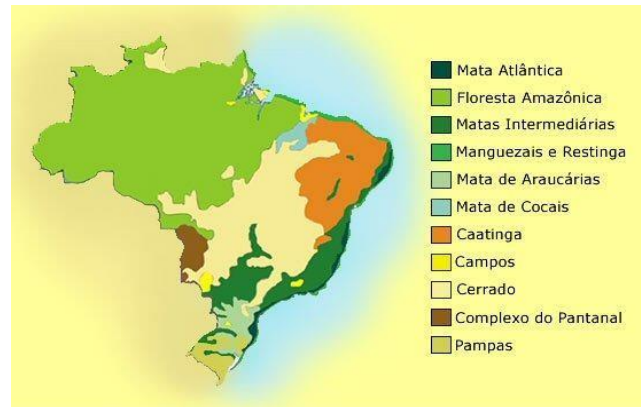 Mata Atlântica
Floresta Amazônica
Matas Intermediárias
Manguezais e Restinga
Mata de Araucárias
Mata de Cocais
Caatinga
Campos
Cerrado
Complexo do Pantanal
Pampas